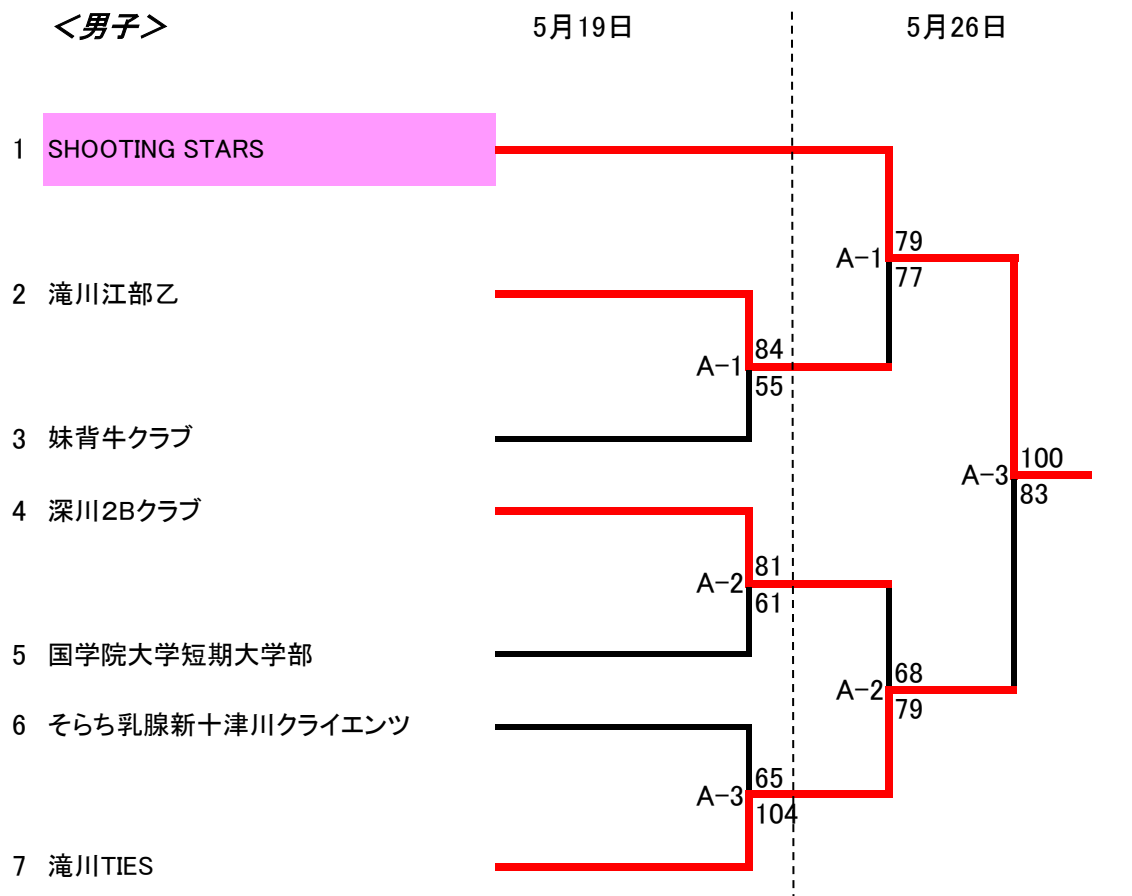 ＜男子＞ 5月19日 5月26日
1 SHOOTING STARS
79
A-1
77
2 滝川江部乙
84
A-1
55
3 妹背牛クラブ
100
A-3
83
4 深川2Bクラブ
81
A-2
61
5 国学院大学短期大学部
68
A-2
79
6 そらち乳腺新十津川クライエンツ
65
A-3
104
7 滝川TIES